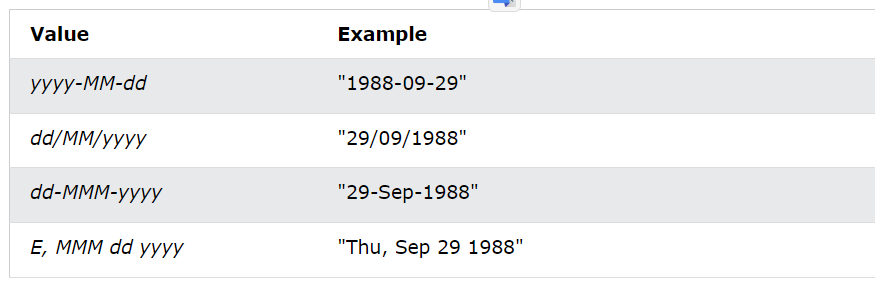 Value Example
yyyy-MM-dd "1988-09-29"
dd/MM/yyyy "29/09/1988"
dd-MMM-yyyy "29-Sep-1988"
E, MMM dd yyyy "Thu, Sep 29 1988"